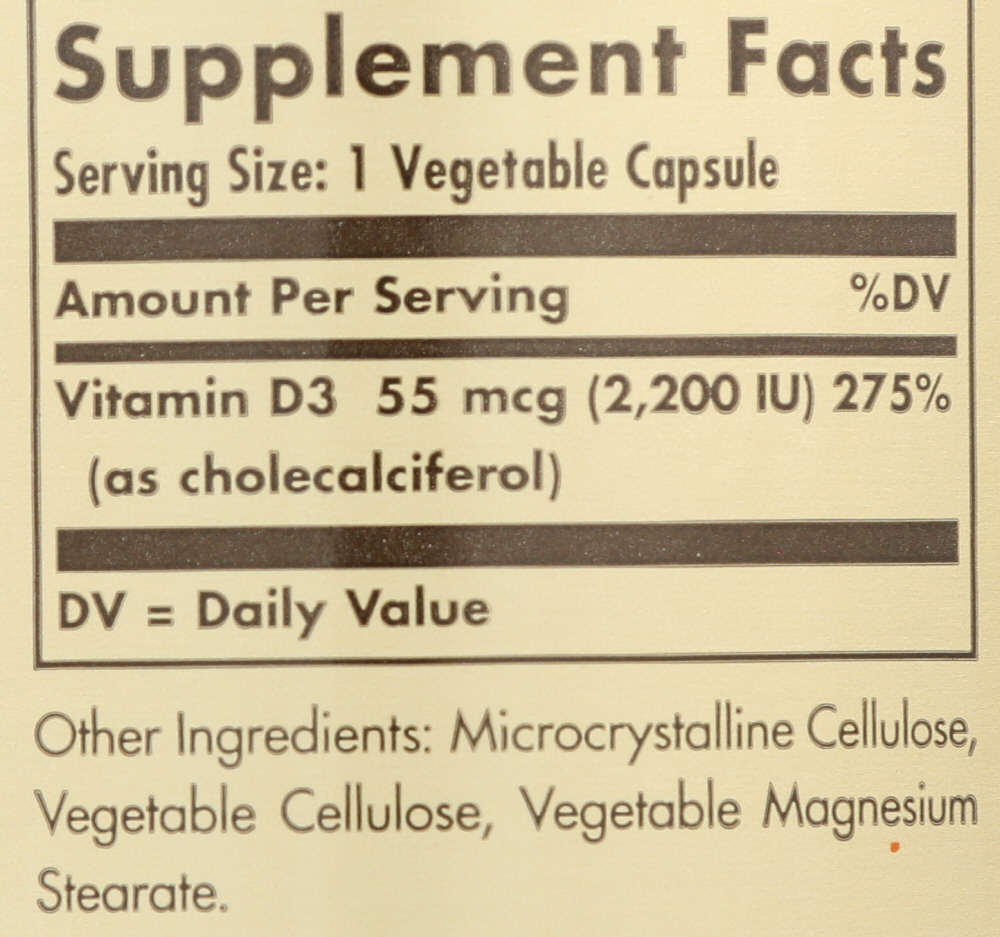 Supplement Facts
Serving Size: 1 Vegetable Capsule
Amount Per Serving %DV
Vitamin D3 55 mcg (2,200 IU) 275%
(as cholecalciferol)
DV = Daily Value
Other Ingredients: Microcrystalline Cellulose,
Vegetable Cellulose, Vegetable Magnesium
Stearate.